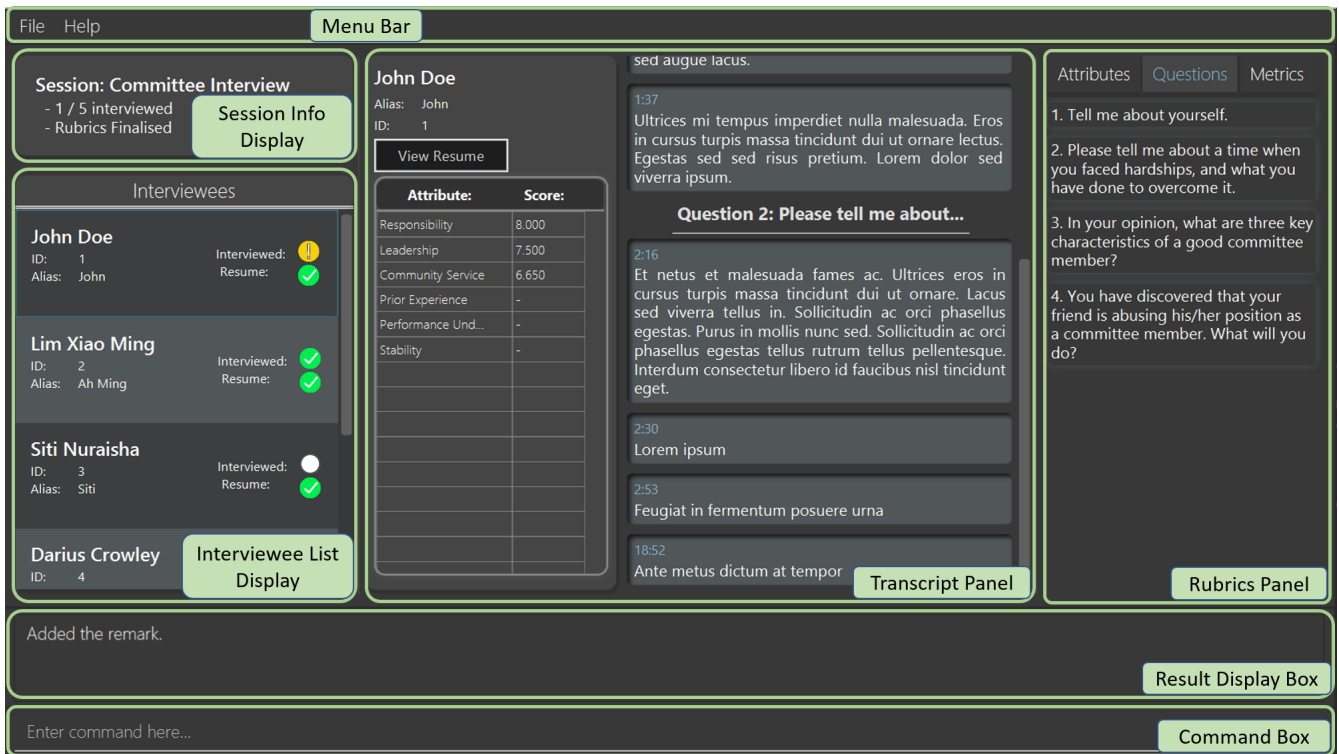 File Help
Menu Bar
Session: Committee Interview
- 1 / 5 interviewed
- Rubrics Finalised
Session Info
Display
Interviewees
John Doe
ID: 1
Alias: John
Interviewed:
Resume:
Lim Xiao Ming
ID: 2
Alias: Ah Ming
Interviewed:
Resume:
Siti Nuraisha
ID: 3
Alias: Siti
Interviewed:
Resume:
Darius Crowley
ID: 4
Interviewee List
Display
John Doe
Alias: John
ID: 1
View Resume
Attribute: Score:
Responsibility 8.000
Leadership 7.500
Community Service 6.650
Prior Experience -
Performance Und... -
Stability -
sed augue lacus.
1:37
Ultrices mi tempus imperdiet nulla malesuada. Eros
in cursus turpis massa tincidunt dui ut ornare lectus.
Egestas sed sed risus pretium. Lorem dolor sed
viverra ipsum.
Question 2: Please tell me about...
2:16
Et netus et malesuada fames ac. Ultrices eros in
cursus turpis massa tincidunt dui ut ornare. Lacus
sed viverra tellus in. Sollicitudin ac orci phasellus
egestas. Purus in mollis nunc sed. Sollicitudin ac orci
phasellus egestas tellus rutrum tellus pellentesque.
Interdum consectetur libero id faucibus nisl tincidunt
eget.
2:30
Lorem ipsum
2:53
Feugiat in fermentum posuere urna
18:52
Ante metus dictum at tempor
Transcript Panel
Attributes Questions Metrics
1. Tell me about yourself.
2. Please tell me about a time when
you faced hardships, and what you
have done to overcome it.
3. In your opinion, what are three key
characteristics of a good committee
member?
4. You have discovered that your
friend is abusing his/her position as
a committee member. What will you
do?
Rubrics Panel
Added the remark.
Result Display Box
Enter command here...
Command Box